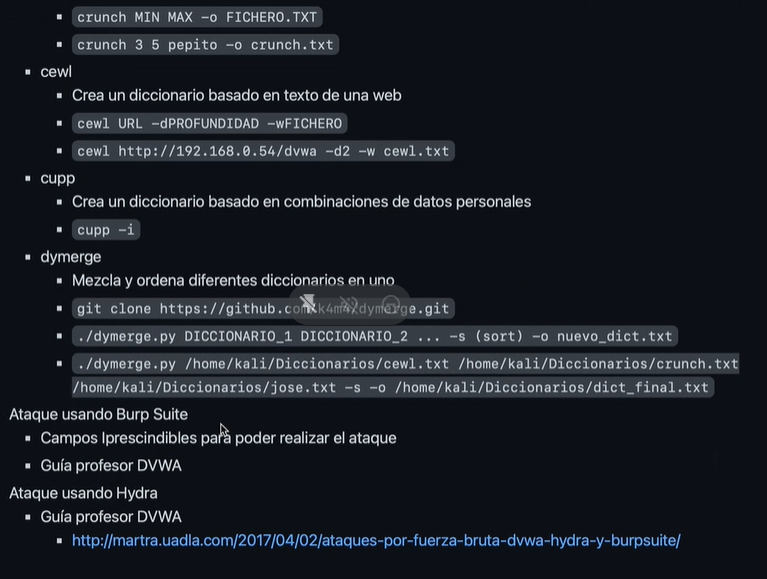 crunch MIN MAX -o FICHERO.TXT
crunch 3 5 pepito -o crunch.txt
cewl
Crea un diccionario basado en texto de una web
cewl URL -dPROFUNDIDAD -wFICHERO
cewl http://192.168.0.54/dvwa -d2 -w cewl.txt
cupp
Crea un diccionario basado en combinaciones de datos personales
cupp -i
dymerge
Mezcla y ordena diferentes diccionarios en uno
git clone https://github.com/k4m4/dymerge.git
./dymerge.py DICCIONARIO_1 DICCIONARIO_2 ... -s (sort) -o nuevo_dict.txt
./dymerge.py /home/kali/Diccionarios/cewl.txt /home/kali/Diccionarios/crunch.txt
/home/kali/Diccionarios/jose.txt -s -o /home/kali/Diccionarios/dict_final.txt
Ataque usando Burp Suite
Campos Iprescindibles para poder realizar el ataque
Guía profesor DVWA
Ataque usando Hydra
Guía profesor DVWA
http://martra.uadla.com/2017/04/02/ataques-por-fuerza-bruta-dvwa-hydra-y-burpsuite/